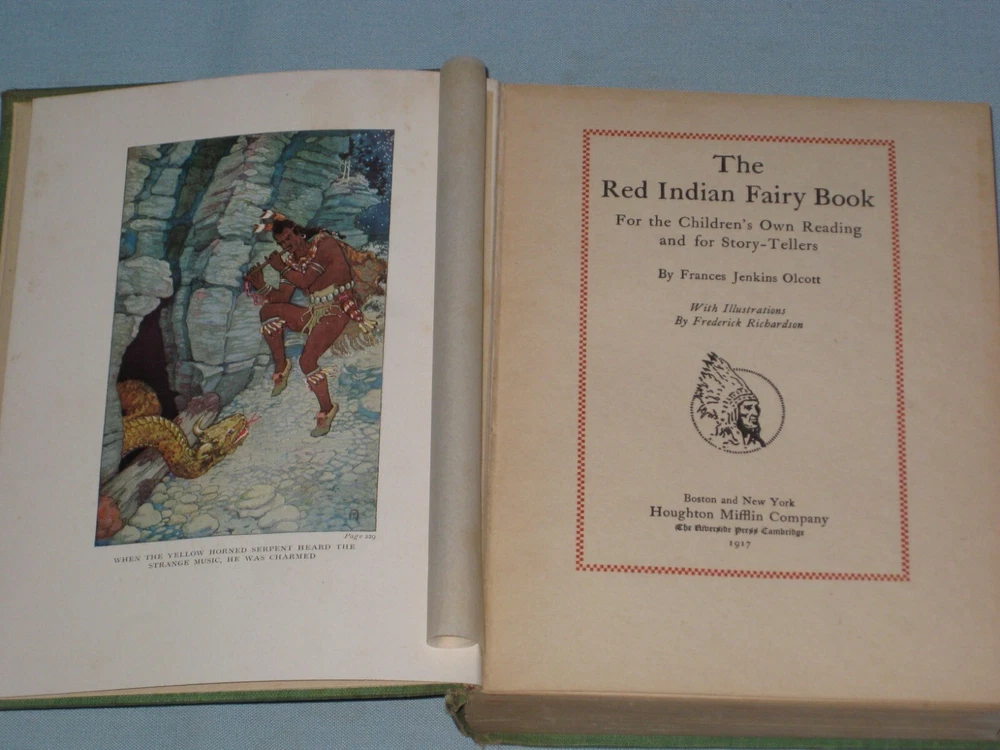 Page 229
WHEN THE YELLOW HORNED SERPENT HEARD THE
STRANGE MUSIC, HE WAS CHARMED
The
Red Indian Fairy Book
For the Children's Own Reading
and for Story-Tellers
By Frances Jenkins Olcott
With Illustrations
By Frederick Richardson
Boston and New York
Houghton Mifflin Company
The Riverside Press Cambridge
1917